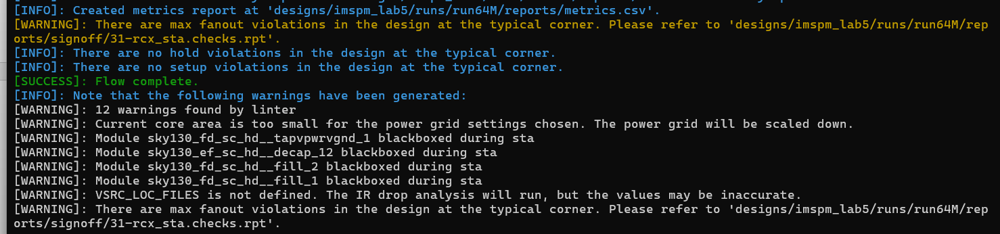 [INFO]: Created metrics report at 'designs/imspm_lab5/runs/run64M/reports/metrics.csv'.
[WARNING]: There are max fanout violations in the design at the typical corner. Please refer to 'designs/imspm_lab5/runs/run64M/rep
orts/signoff/31-rcx_sta.checks.rpt'.
[INFO]: There are no hold violations in the design at the typical corner.
[INFO]: There are no setup violations in the design at the typical corner.
[SUCCESS]: Flow complete.
[INFO]: Note that the following warnings have been generated:
[WARNING]: 12 warnings found by linter
[WARNING]: Current core area is too small for the power grid settings chosen. The power grid will be scaled down.
[WARNING]: Module sky130_fd_sc_hd__tapvpwrvgnd_1 blackboxed during sta
[WARNING]: Module sky130_ef_sc_hd__decap_12 blackboxed during sta
[WARNING]: Module sky130_fd_sc_hd__fill_2 blackboxed during sta
[WARNING]: Module sky130_fd_sc_hd__fill_1 blackboxed during sta
[WARNING]: VSRC_LOC_FILES is not defined. The IR drop analysis will run, but the values may be inaccurate.
[WARNING]: There are max fanout violations in the design at the typical corner. Please refer to 'designs/imspm_lab5/runs/run64M/rep
orts/signoff/31-rcx_sta.checks.rpt'.